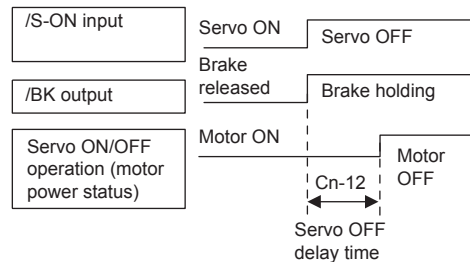 /S-ON input
Servo ON
Servo OFF
Brake
released
/BK output
Brake holding
Servo ON/OFF
operation (motor
power status)
Motor ON
Motor
OFF
Cn-12
Servo OFF
delay time